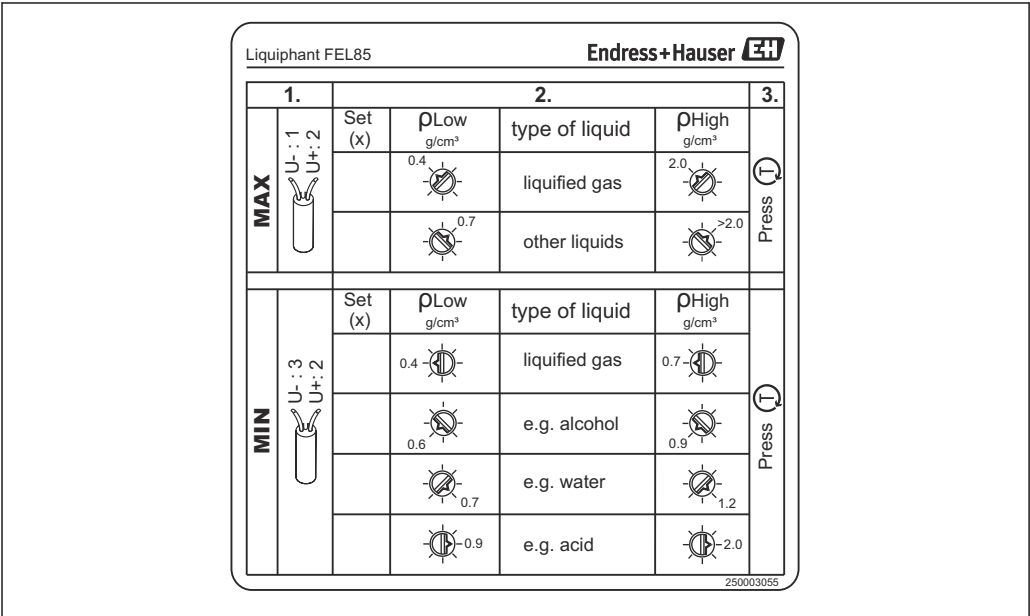 Liquiphant FEL85
Endress+Hauser EH
1. 2. 3.
MAX
U- : 1
U+: 2
Set (x) ρLow g/cm³ type of liquid ρHigh g/cm³
0.4 liquified gas 2.0
0.7 other liquids >2.0
Press T
MIN
U- : 3
U+: 2
Set (x) ρLow g/cm³ type of liquid ρHigh g/cm³
0.4 liquified gas 0.7
0.6 e.g. alcohol 0.9
0.7 e.g. water 1.2
0.9 e.g. acid 2.0
Press T
250003055